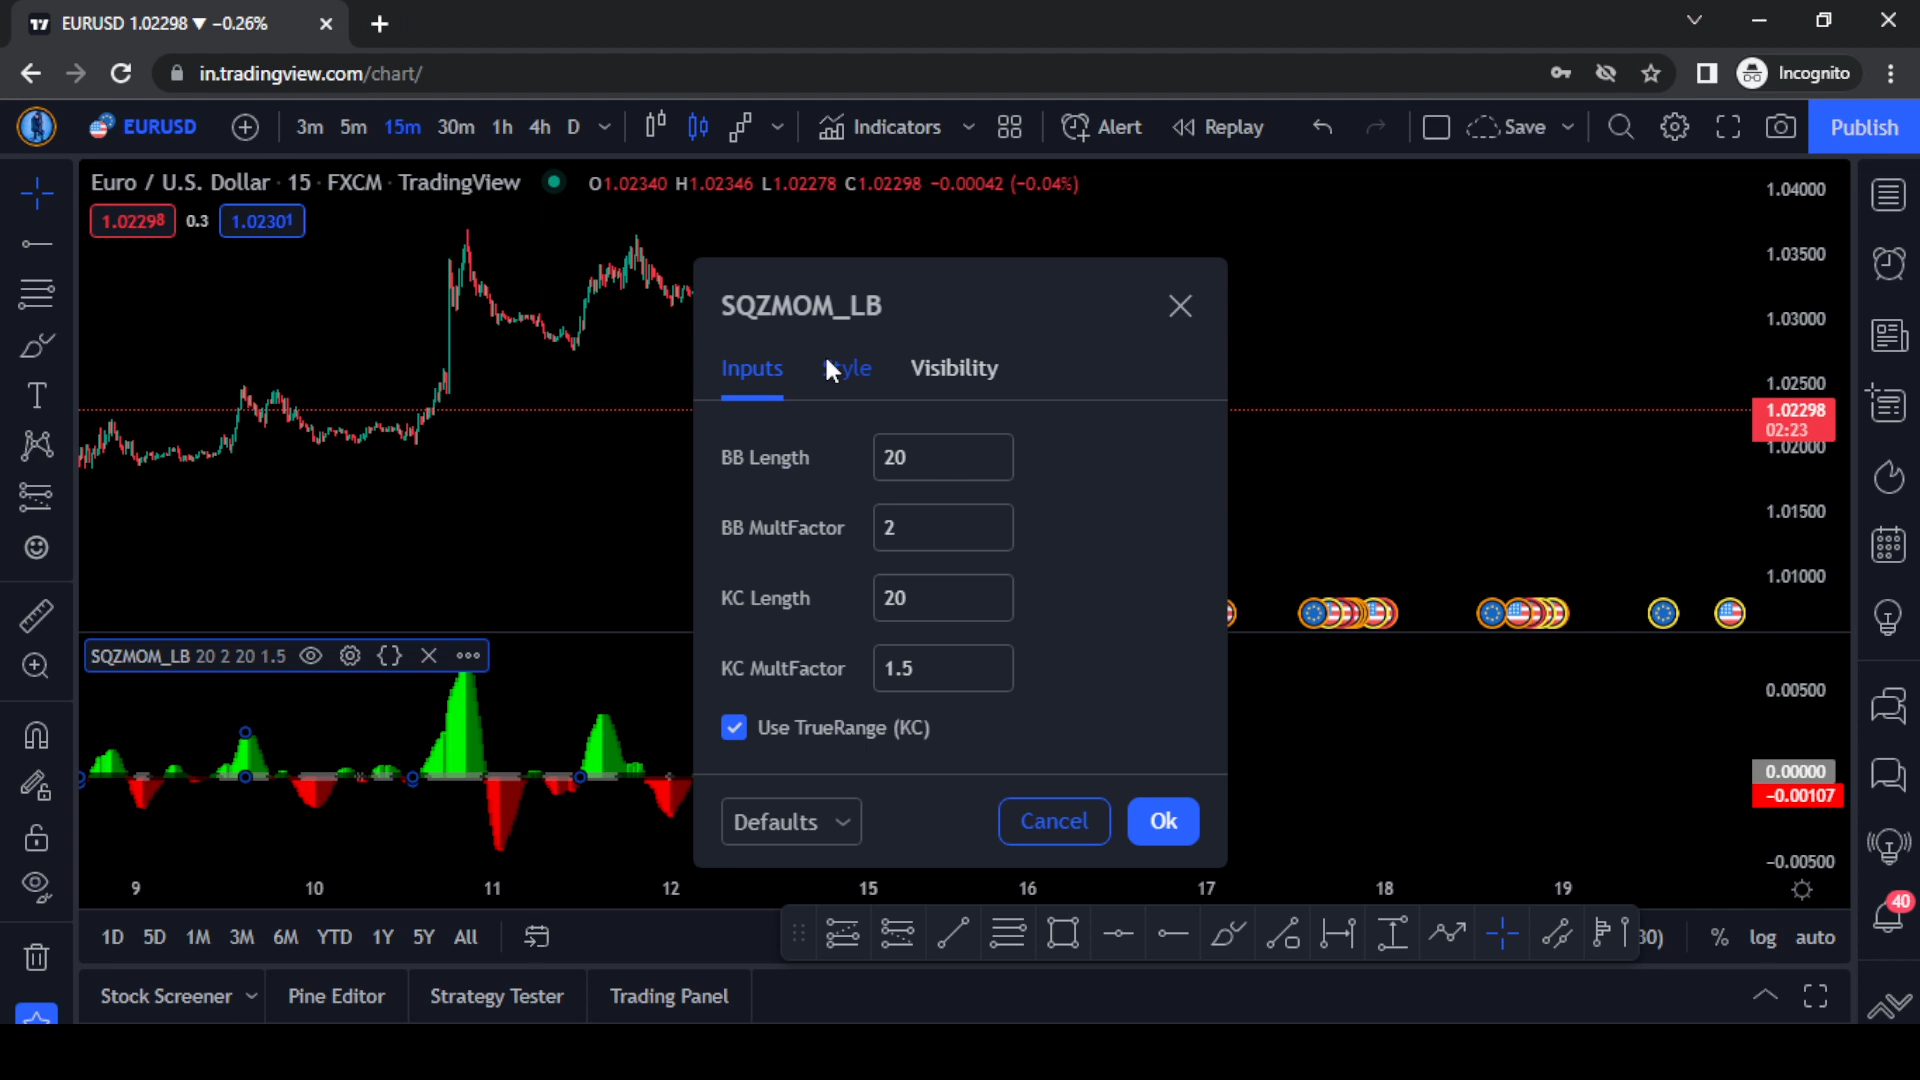 EURUSD 1.02298 ▼ −0.26%
in.tradingview.com/chart/
Incognito
EURUSD
3m 5m 15m 30m 1h 4h D
Indicators
Alert
Replay
Save
Publish
Euro / U.S. Dollar · 15 · FXCM · TradingView
O1.02340 H1.02346 L1.02278 C1.02298 −0.00042 (−0.04%)
1.02298 0.3 1.02301
1.04000
1.03500
1.03000
1.02500
1.02298
02:23
1.02000
1.01500
1.01000
SQZMOM_LB
Inputs Style Visibility
BB Length 20
BB MultFactor 2
KC Length 20
KC MultFactor 1.5
Use TrueRange (KC)
Defaults Cancel Ok
SQZMOM_LB 20 2 20 1.5
0.00500
0.00000
−0.00107
−0.00500
9 10 11 12 15 16 17 18 19
40
1D 5D 1M 3M 6M YTD 1Y 5Y All
30) % log auto
Stock Screener Pine Editor Strategy Tester Trading Panel